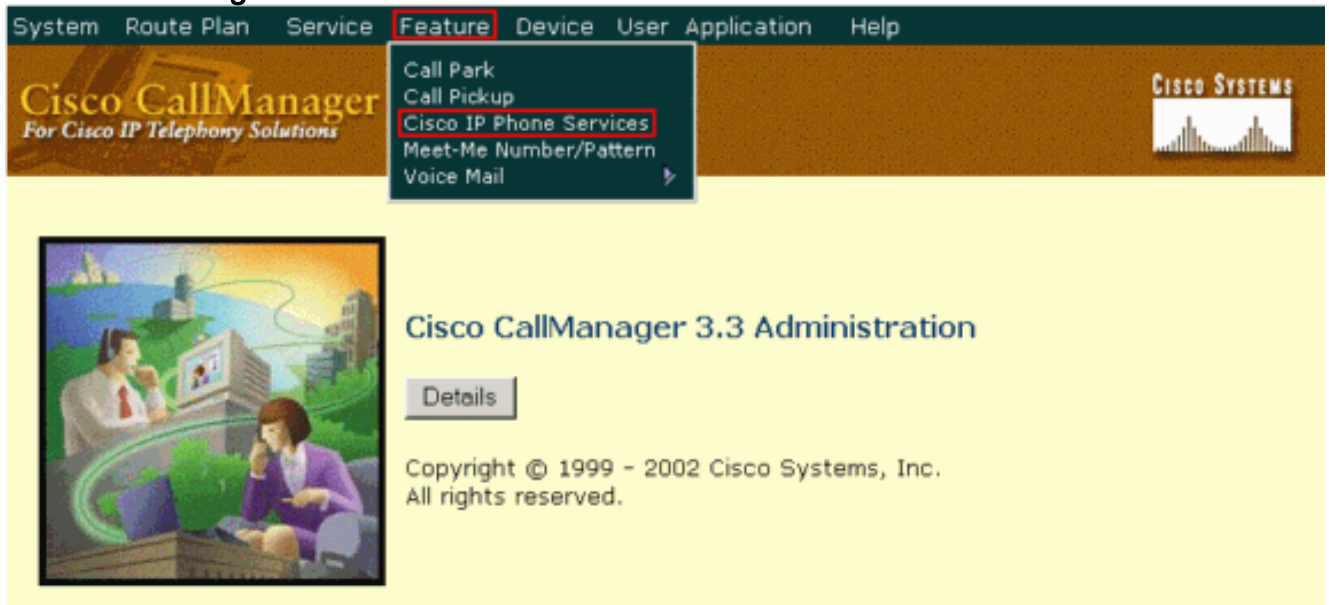 System Route Plan Service Feature Device User Application Help
Call Park
Call Pickup
Cisco IP Phone Services
Meet-Me Number/Pattern
Voice Mail
Cisco CallManager
For Cisco IP Telephony Solutions
CISCO SYSTEMS
Cisco CallManager 3.3 Administration
Details
Copyright © 1999 - 2002 Cisco Systems, Inc.
All rights reserved.